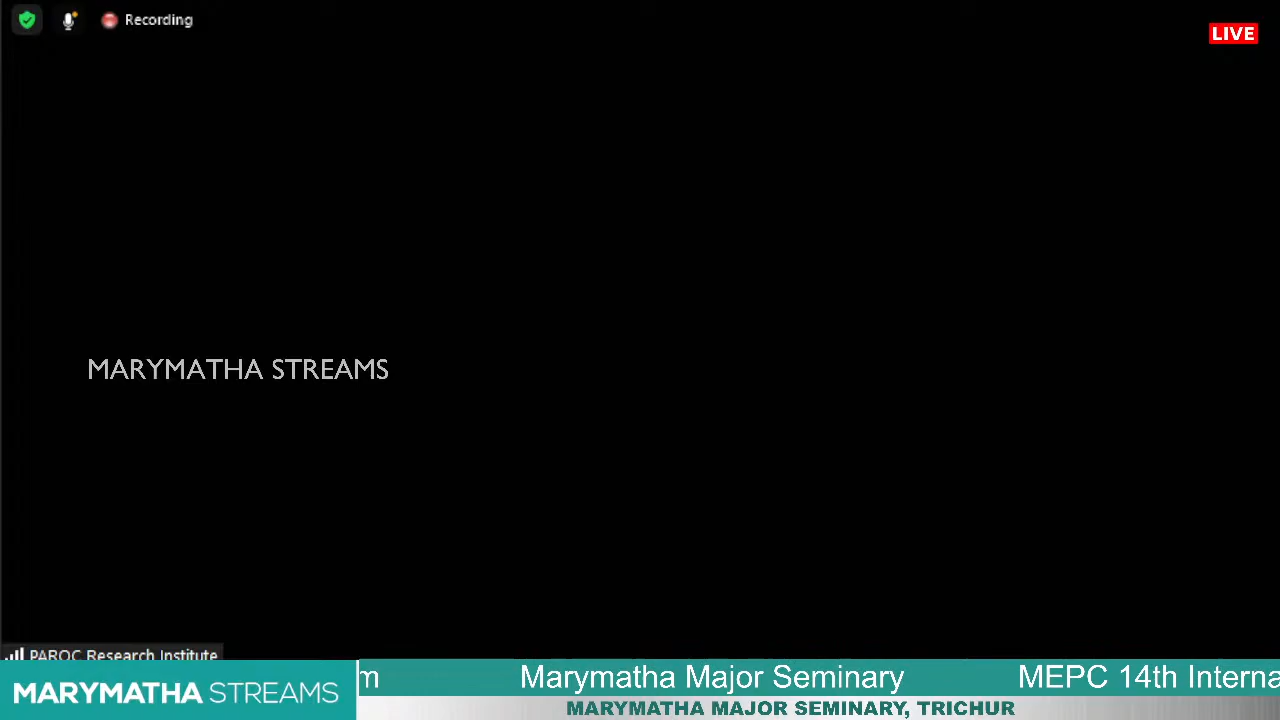 Recording
LIVE
MARYMATHA STREAMS
PAROC Research Institute
MARYMATHA STREAMS
m Marymatha Major Seminary MEPC 14th Interna
MARYMATHA MAJOR SEMINARY, TRICHUR